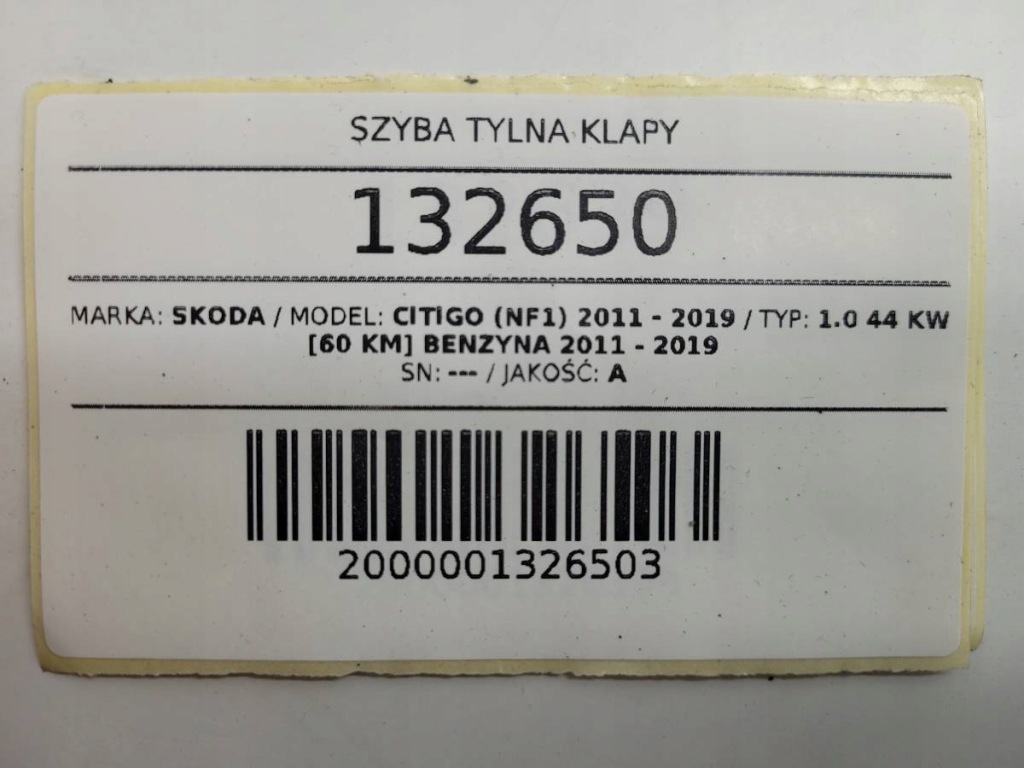 SZYBA TYLNA KLAPY
132650
MARKA: SKODA / MODEL: CITIGO (NF1) 2011 - 2019 / TYP: 1.0 44 KW
[60 KM] BENZYNA 2011 - 2019
SN: --- / JAKOŚĆ: A
2000001326503